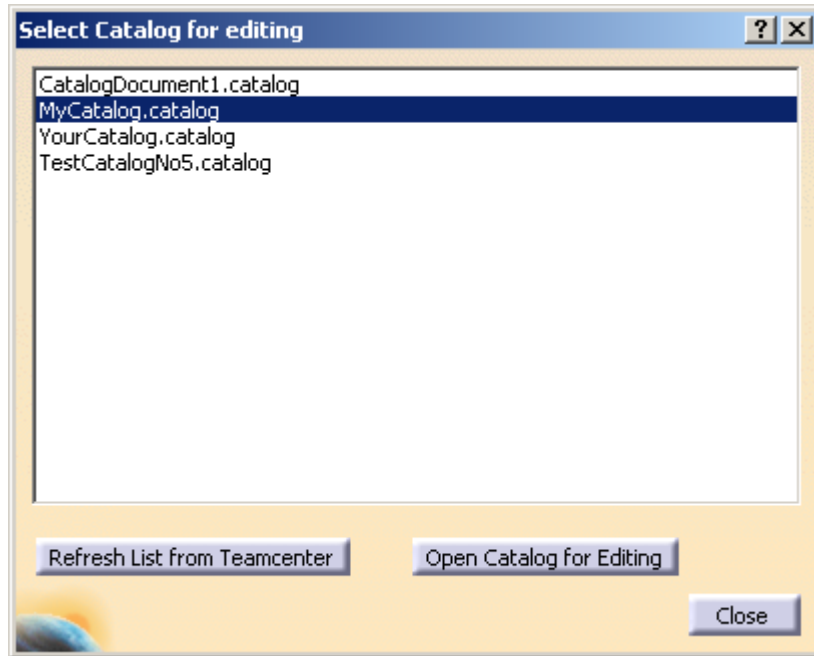 Select Catalog for editing
CatalogDocument1.catalog
MyCatalog.catalog
YourCatalog.catalog
TestCatalogNo5.catalog
Refresh List from Teamcenter
Open Catalog for Editing
Close